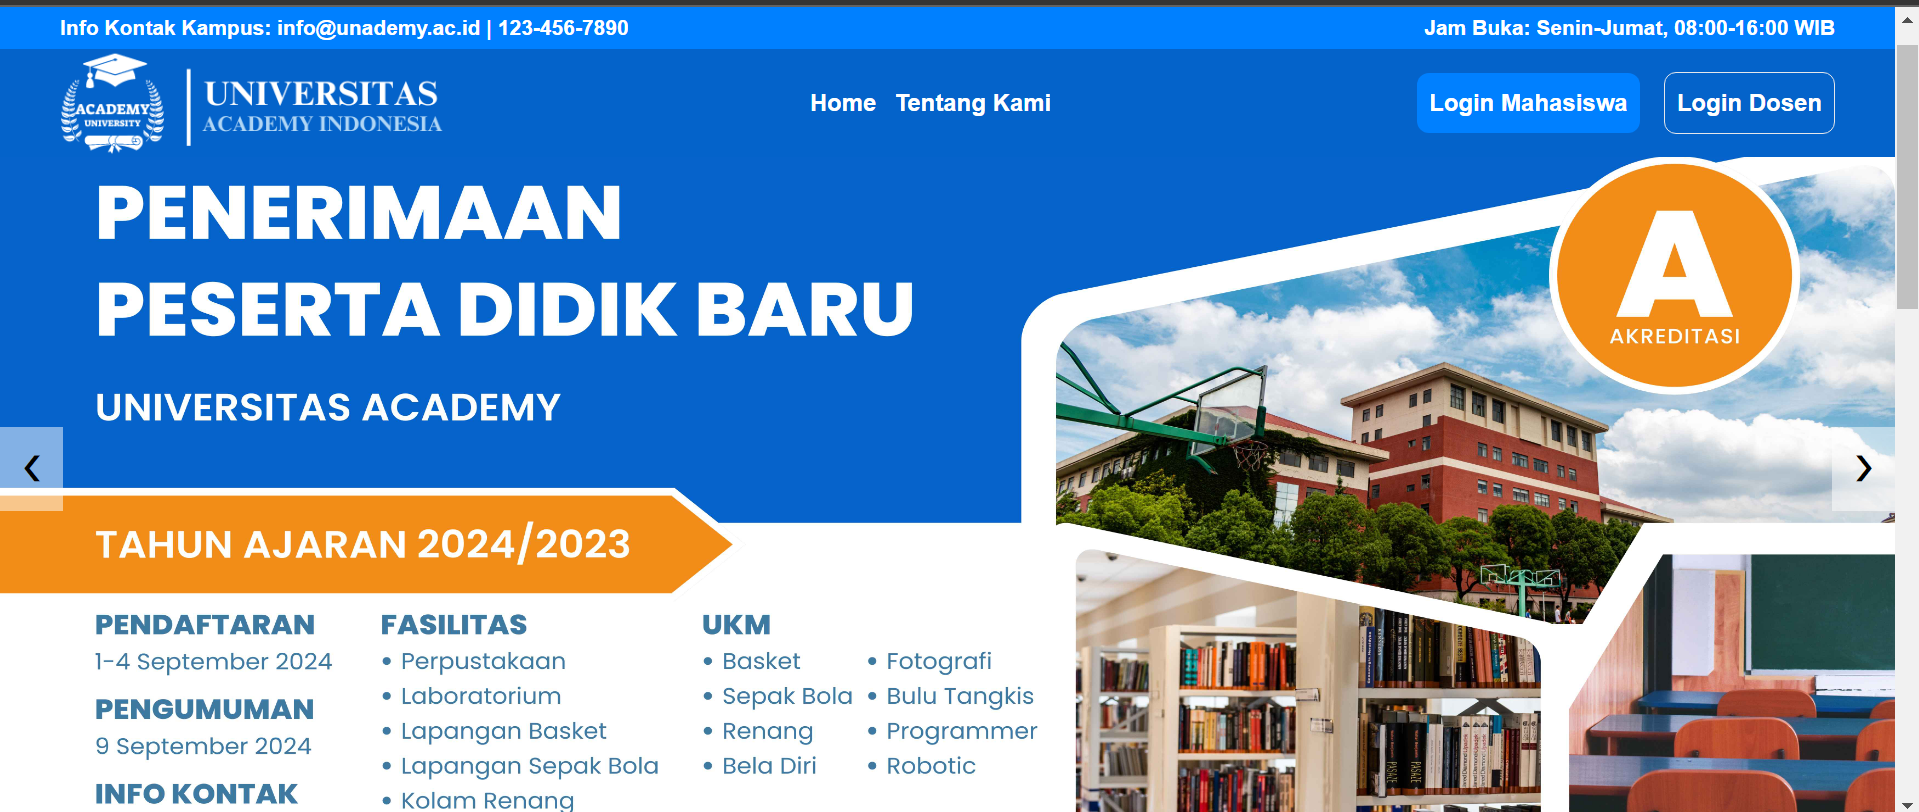 Info Kontak Kampus: info@unademy.ac.id | 123-456-7890
Jam Buka: Senin-Jumat, 08:00-16:00 WIB
ACADEMY
UNIVERSITY
UNIVERSITAS
ACADEMY INDONESIA
Home
Tentang Kami
Login Mahasiswa
Login Dosen
PENERIMAAN
PESERTA DIDIK BARU
UNIVERSITAS ACADEMY
A
AKREDITASI
TAHUN AJARAN 2024/2023
PENDAFTARAN
1-4 September 2024
PENGUMUMAN
9 September 2024
INFO KONTAK
FASILITAS
• Perpustakaan
• Laboratorium
• Lapangan Basket
• Lapangan Sepak Bola
• Kolam Renang
UKM
• Basket
• Sepak Bola
• Renang
• Bela Diri
• Fotografi
• Bulu Tangkis
• Programmer
• Robotic